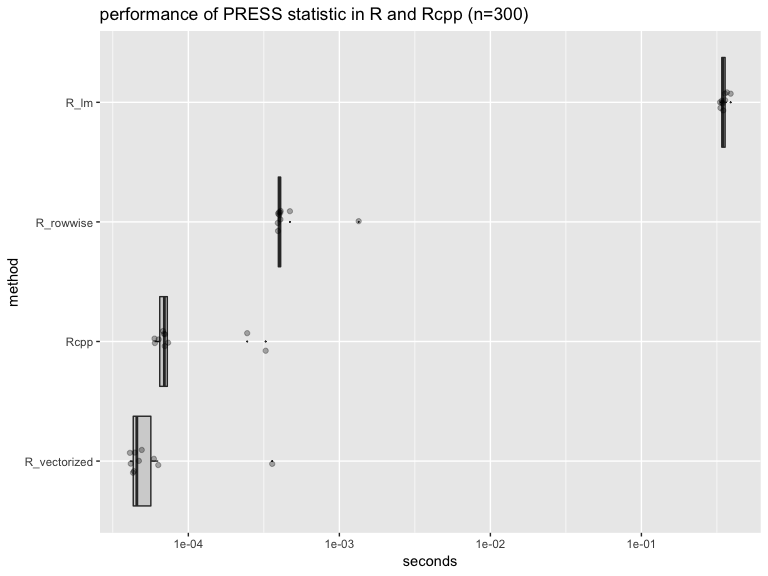 performance of PRESS statistic in R and Rcpp (n=300)
method
R_lm
R_rowwise
Rcpp
R_vectorized
1e-04 1e-03 1e-02 1e-01
seconds